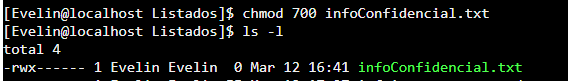 [Evelin@localhost Listados]$ chmod 700 infoConfidencial.txt
[Evelin@localhost Listados]$ ls -l
total 4
-rwx------ 1 Evelin Evelin  0 Mar 12 16:41 infoConfidencial.txt